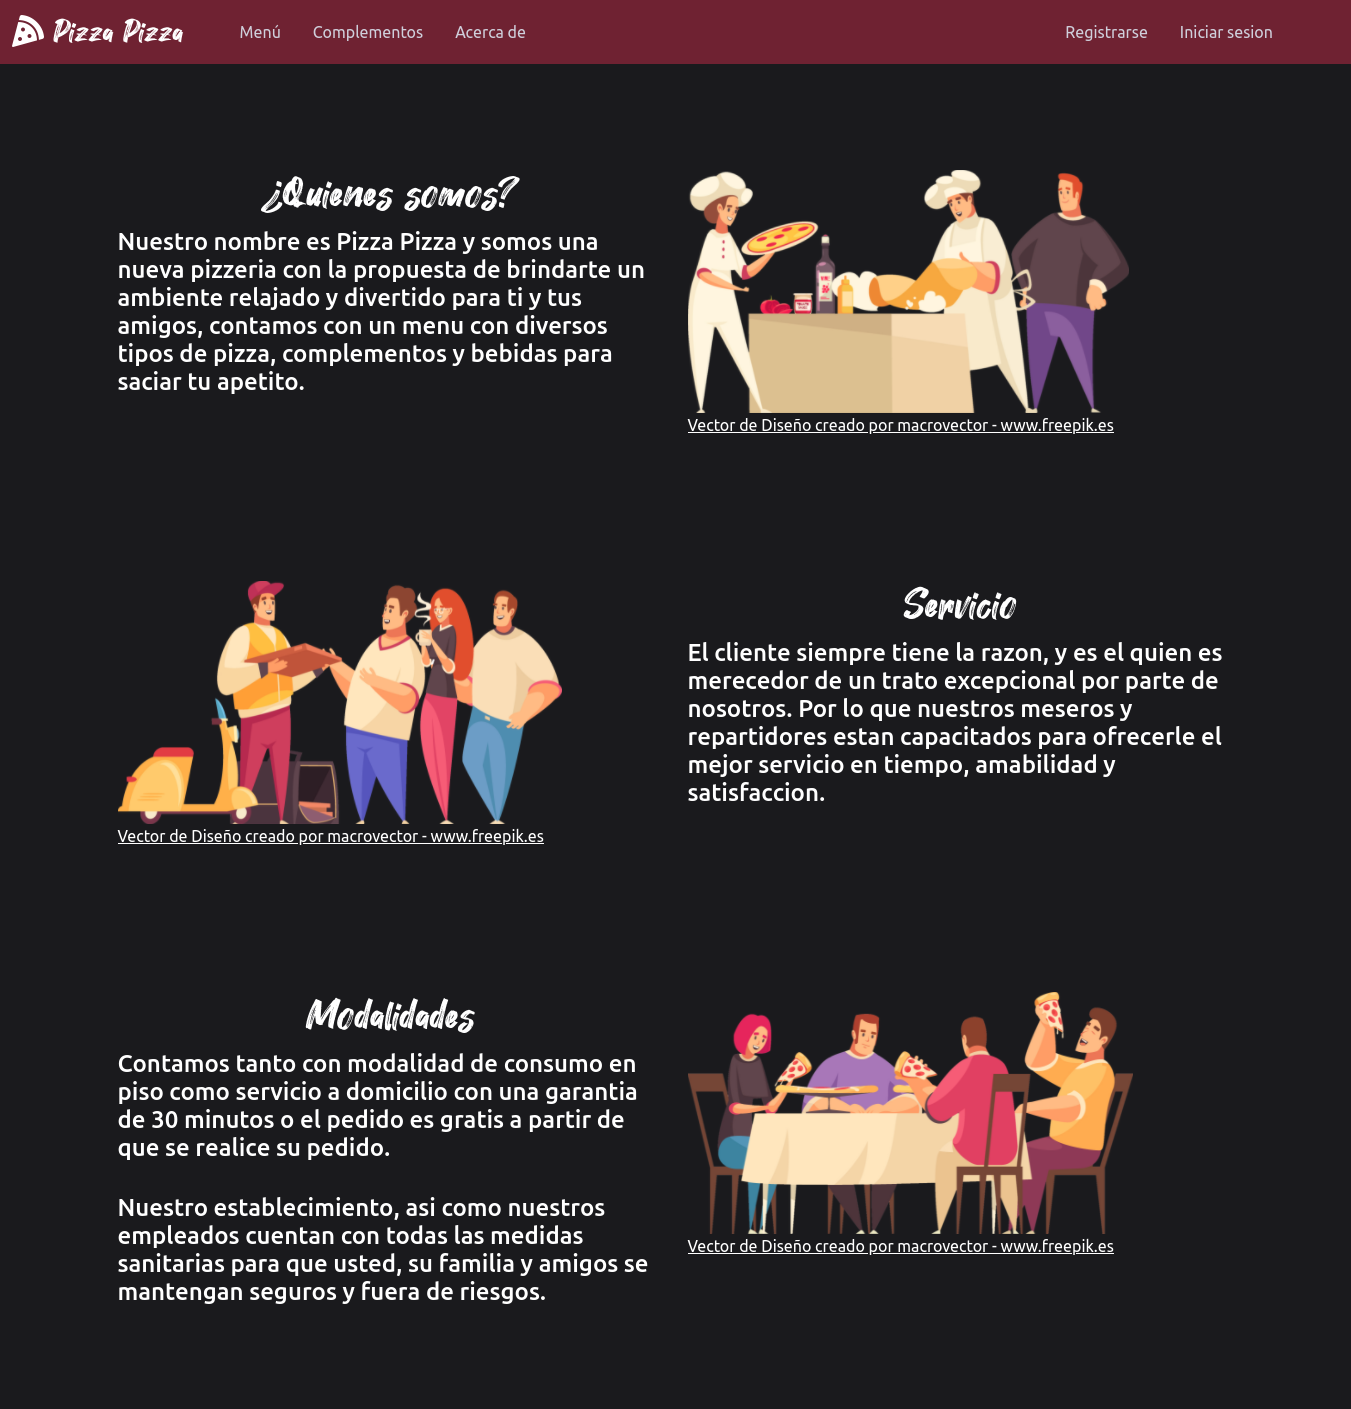 Pizza Pizza
Menú
Complementos
Acerca de
Registrarse
Iniciar sesion
¿Quienes somos?
Nuestro nombre es Pizza Pizza y somos una
nueva pizzeria con la propuesta de brindarte un
ambiente relajado y divertido para ti y tus
amigos, contamos con un menu con diversos
tipos de pizza, complementos y bebidas para
saciar tu apetito.
Vector de Diseño creado por macrovector - www.freepik.es
Vector de Diseño creado por macrovector - www.freepik.es
Servicio
El cliente siempre tiene la razon, y es el quien es
merecedor de un trato excepcional por parte de
nosotros. Por lo que nuestros meseros y
repartidores estan capacitados para ofrecerle el
mejor servicio en tiempo, amabilidad y
satisfaccion.
Modalidades
Contamos tanto con modalidad de consumo en
piso como servicio a domicilio con una garantia
de 30 minutos o el pedido es gratis a partir de
que se realice su pedido.
Nuestro establecimiento, asi como nuestros
empleados cuentan con todas las medidas
sanitarias para que usted, su familia y amigos se
mantengan seguros y fuera de riesgos.
Vector de Diseño creado por macrovector - www.freepik.es